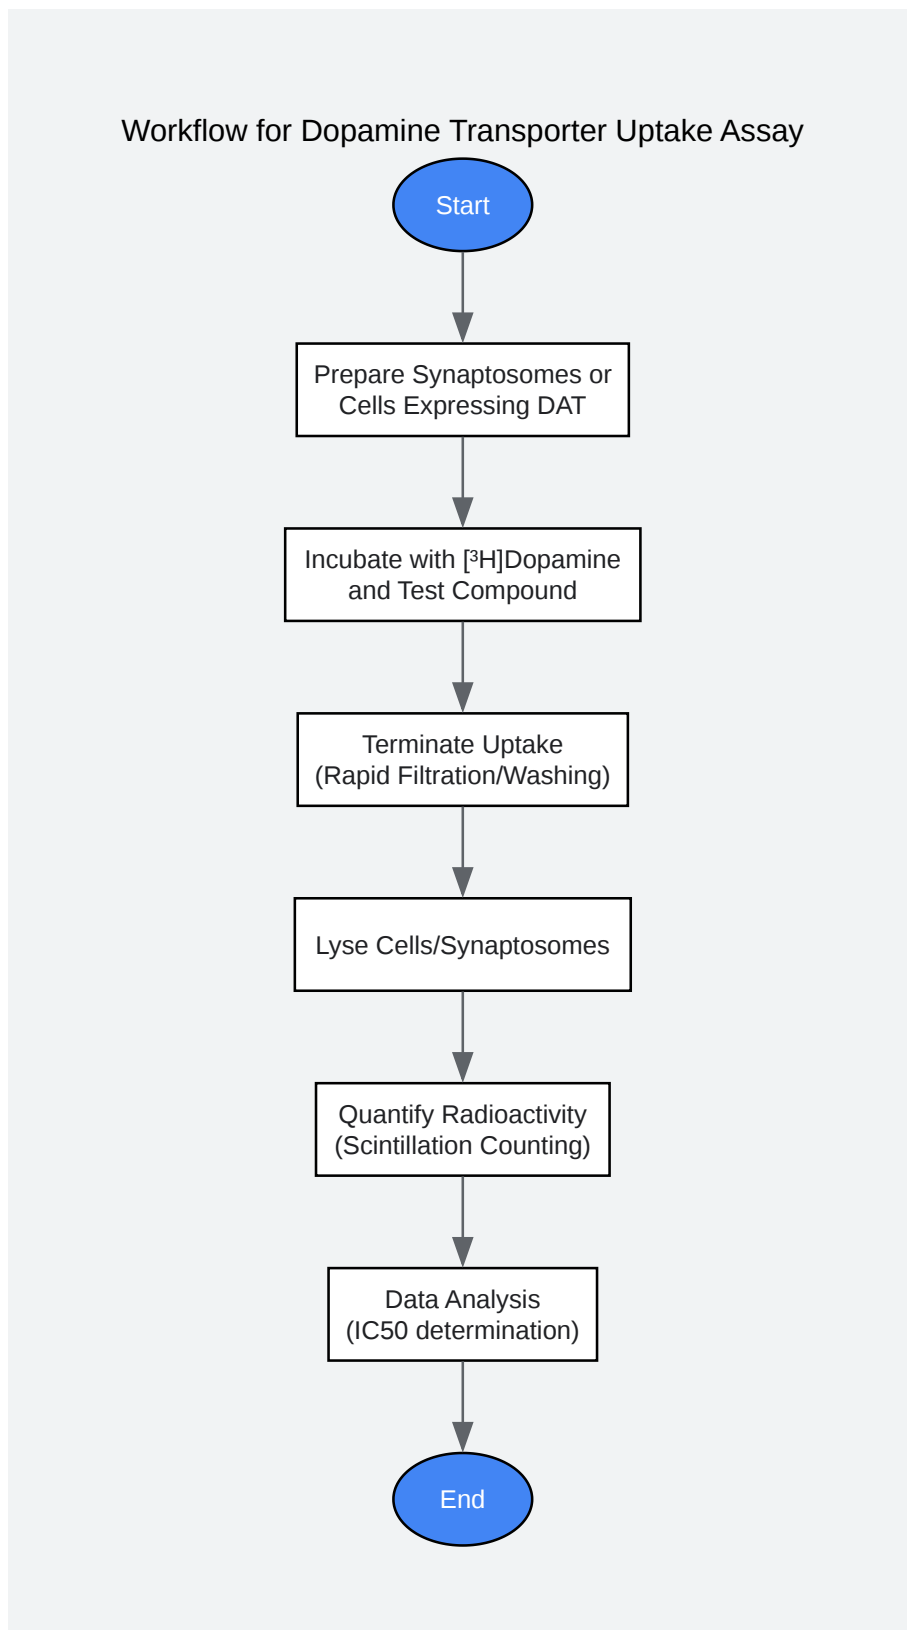 Workflow for Dopamine Transporter Uptake Assay
Start
Prepare Synaptosomes or
Cells Expressing DAT
Incubate with [³H]Dopamine
and Test Compound
Terminate Uptake
(Rapid Filtration/Washing)
Lyse Cells/Synaptosomes
Quantify Radioactivity
(Scintillation Counting)
Data Analysis
(IC50 determination)
End